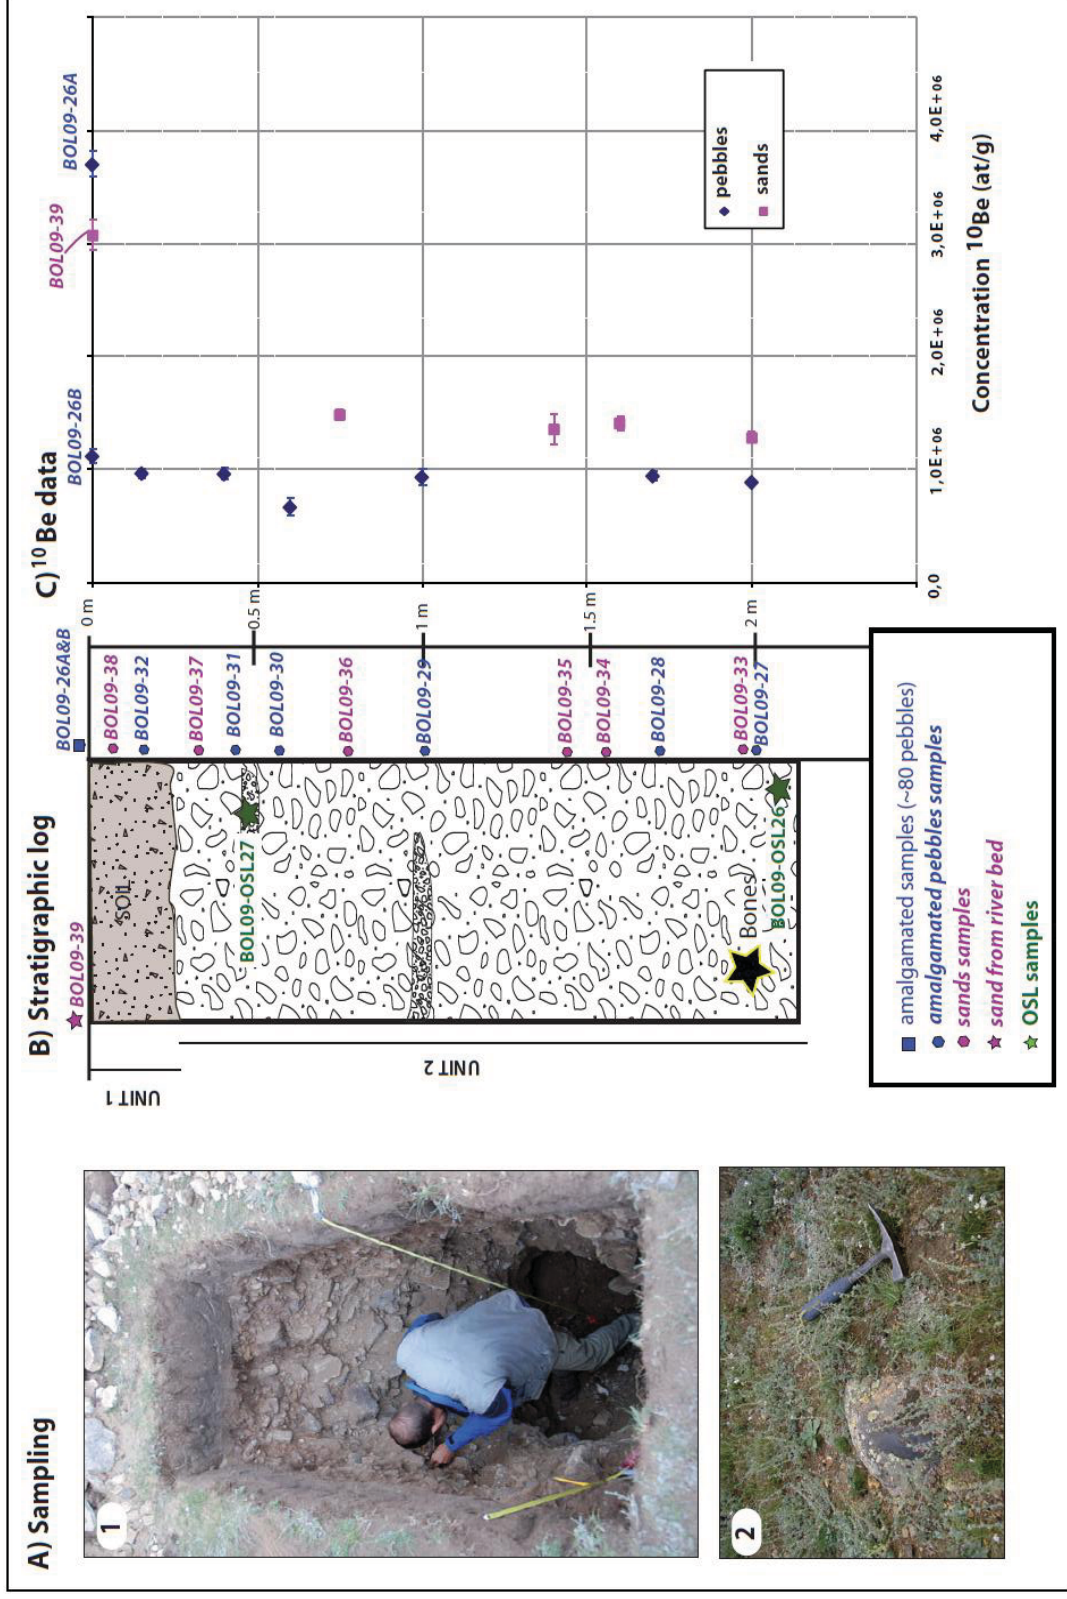 A) Sampling
1
2
B) Stratigraphic log
BOL09-39
BOL09-26A&B
UNIT 1
UNIT 2
SOIL
BOL09-OSL27
Bones
BOL09-OSL26
BOL09-38
BOL09-32
BOL09-37
BOL09-31
BOL09-30
BOL09-36
BOL09-29
BOL09-35
BOL09-34
BOL09-28
BOL09-33
BOL09-27
0 m
0.5 m
1 m
1.5 m
2 m
amalgamated samples (~80 pebbles)
amalgamated pebbles samples
sands samples
sand from river bed
OSL samples
C) 10 Be data
BOL09-26B
BOL09-39
BOL09-26A
pebbles
sands
0,0
1,0E+06
2,0E+06
3,0E+06
4,0E+06
Concentration 10Be (at/g)